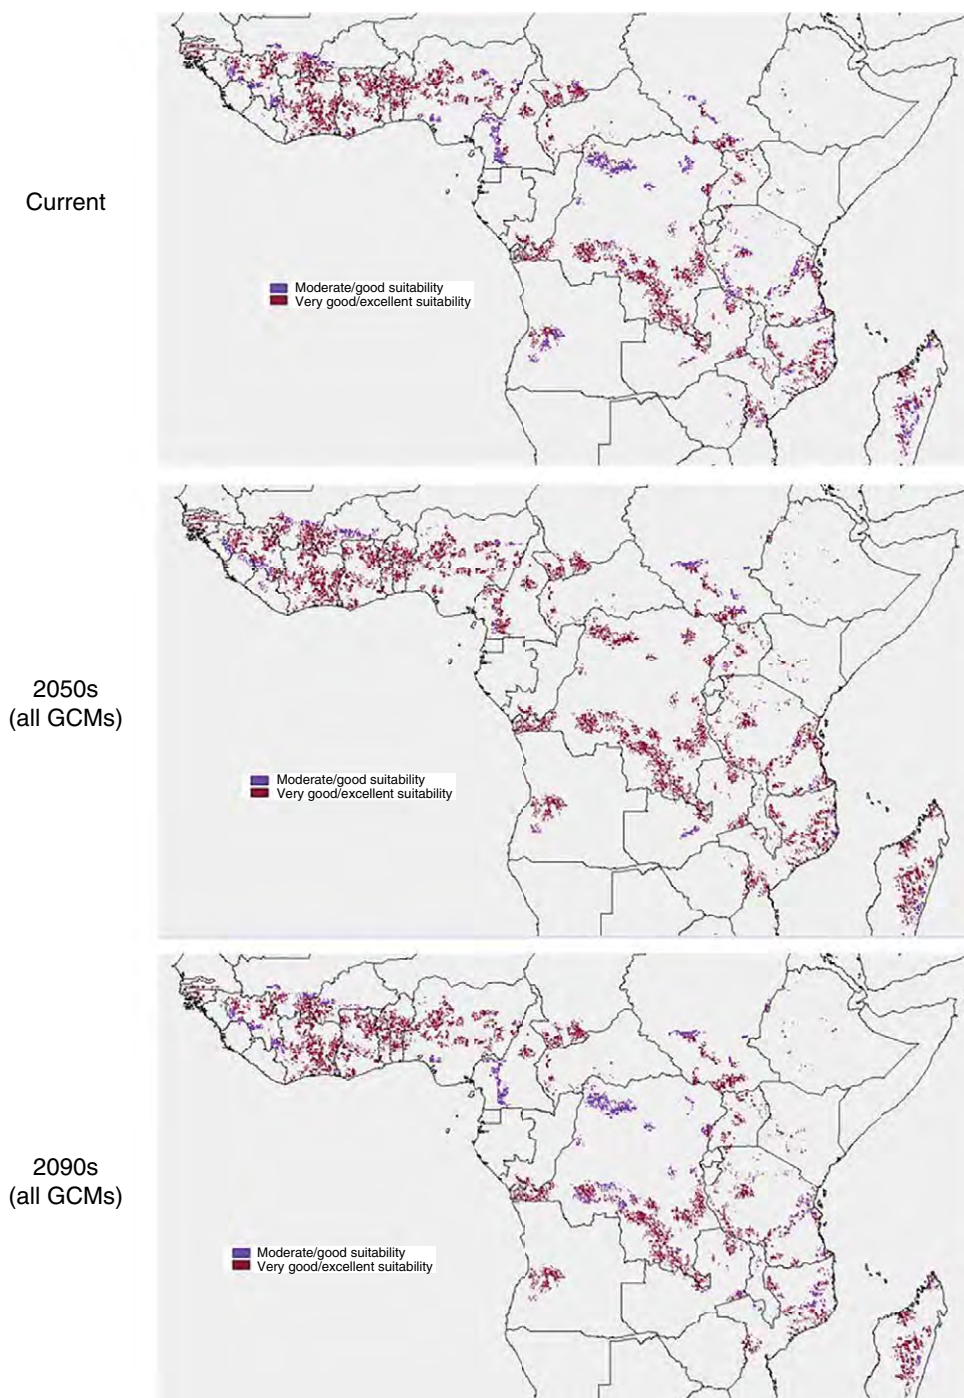 Current
Moderate/good suitability
Very good/excellent suitability
2050s
(all GCMs)
Moderate/good suitability
Very good/excellent suitability
2090s
(all GCMs)
Moderate/good suitability
Very good/excellent suitability